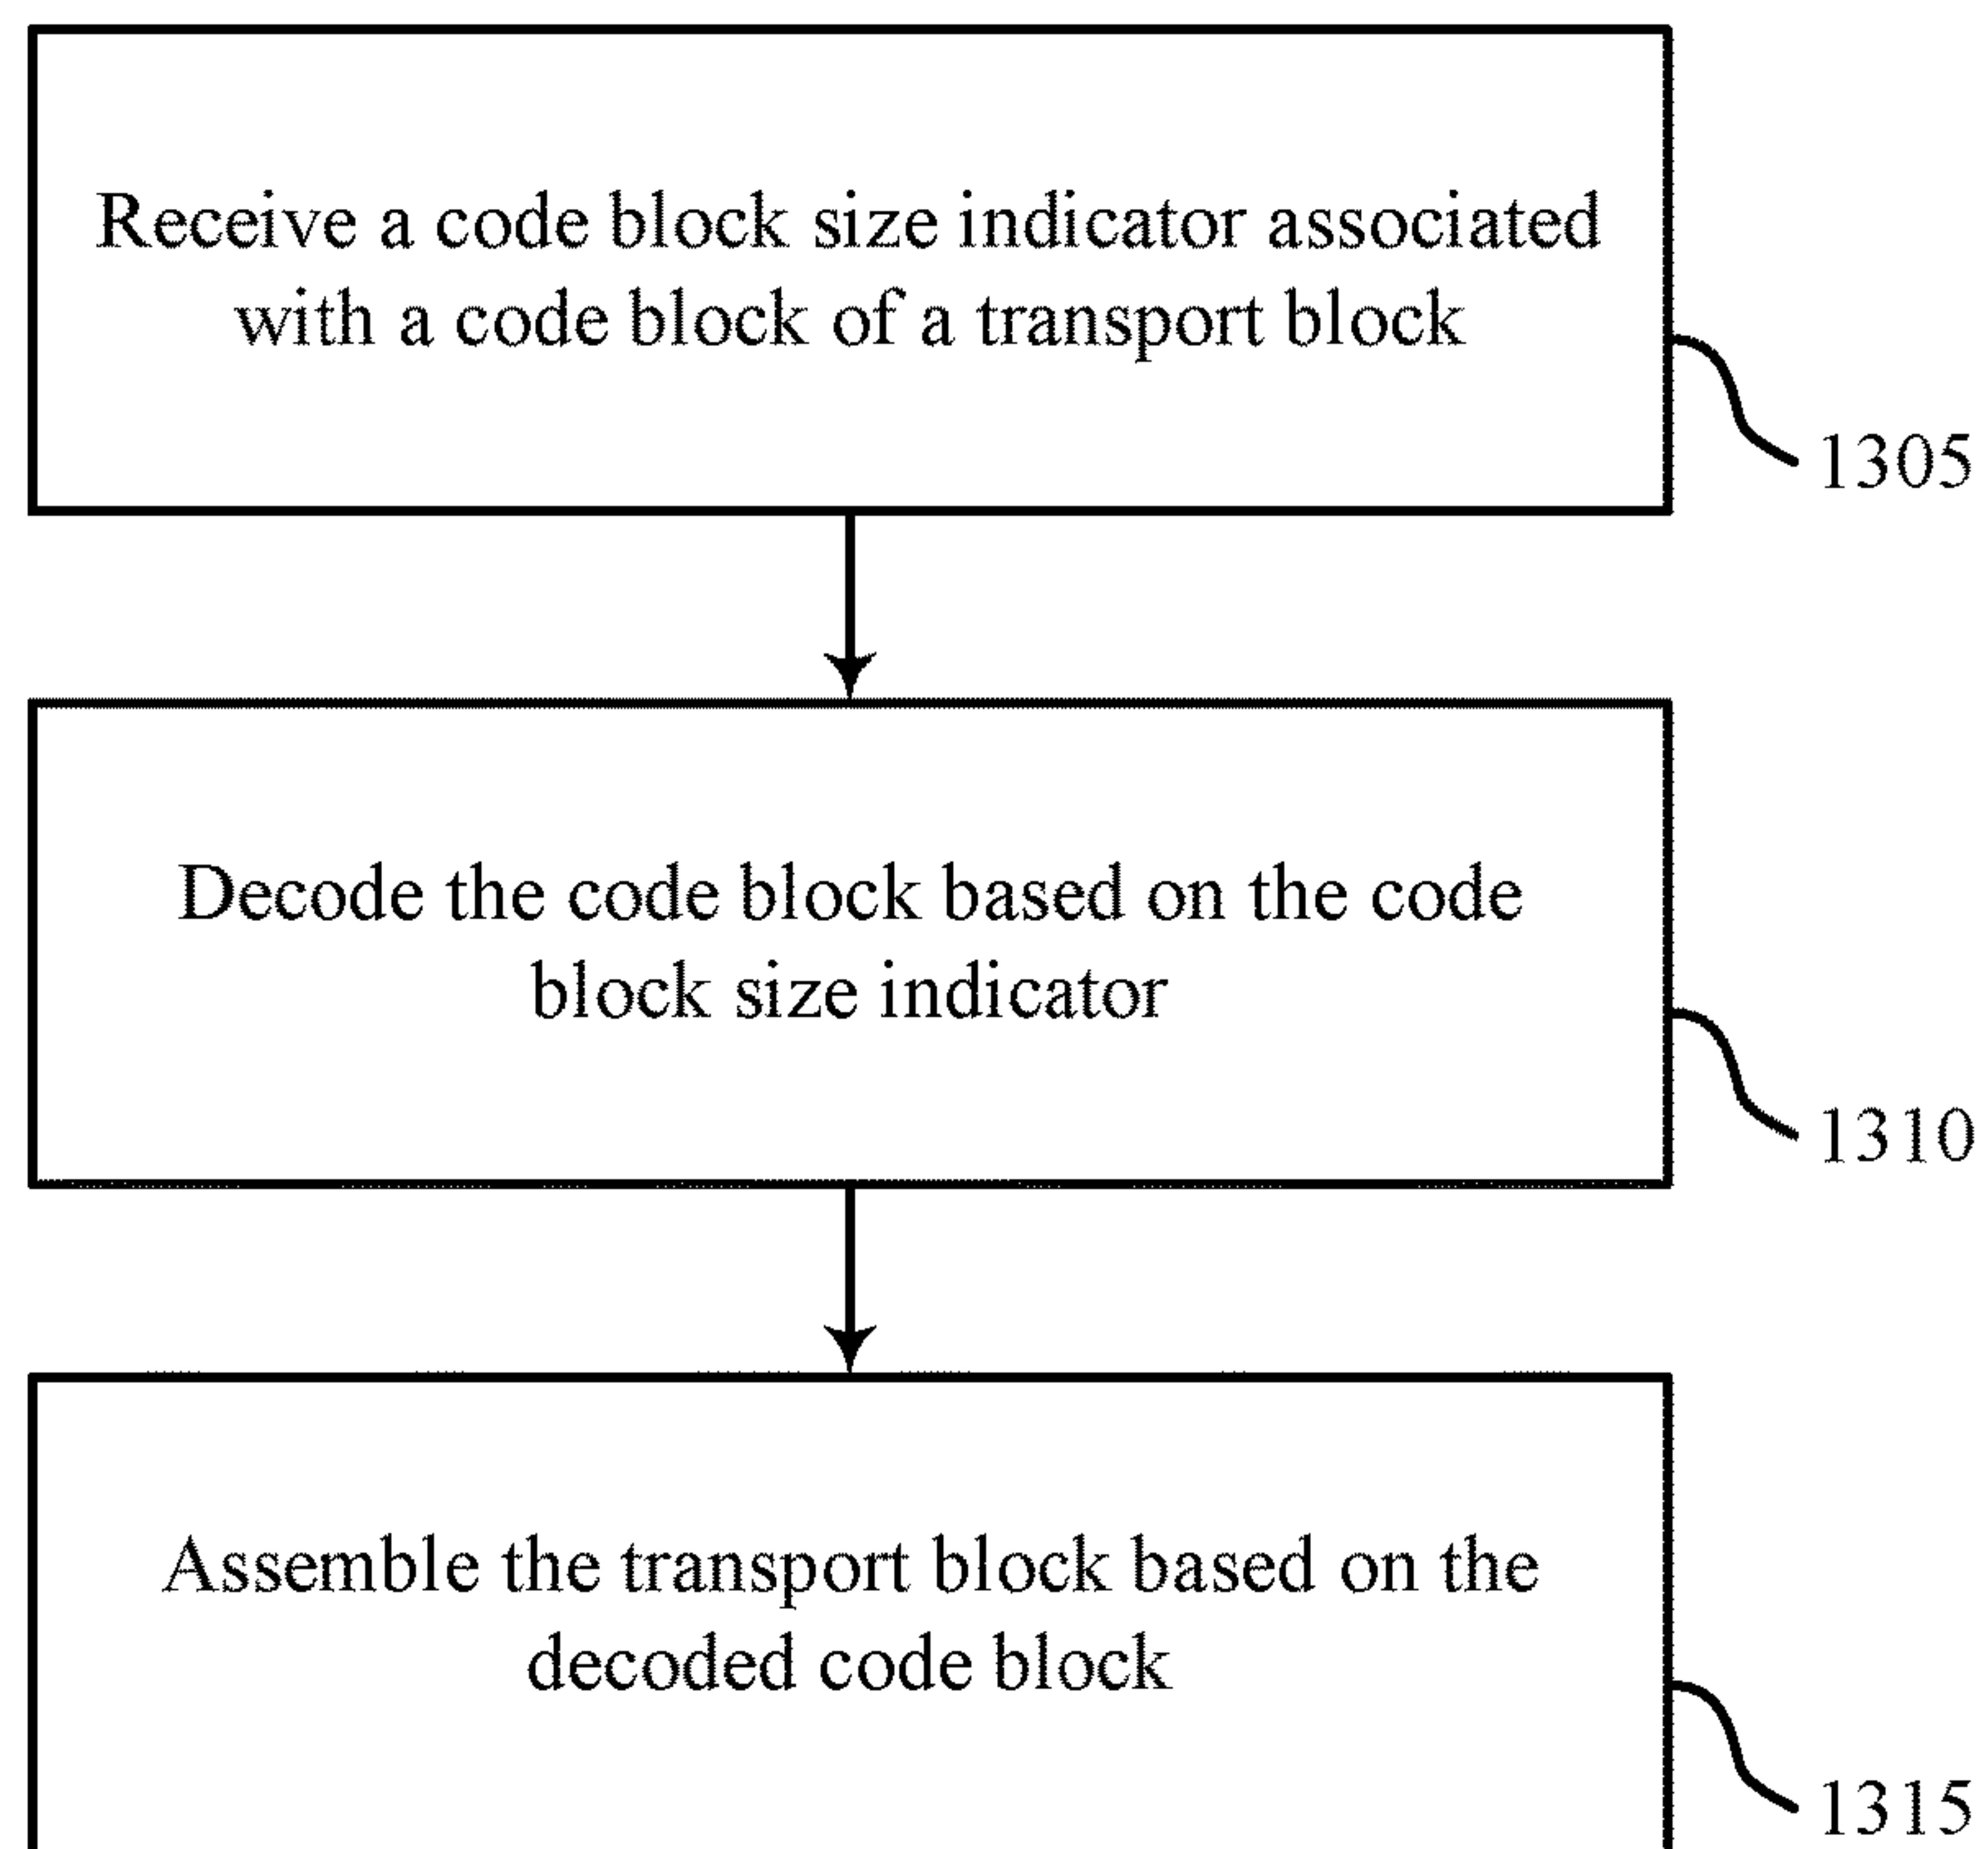 Receive a code block size indicator associated
with a code block of a transport block
1305
Decode the code block based on the code
block size indicator
1310
Assemble the transport block based on the
decoded code block
1315